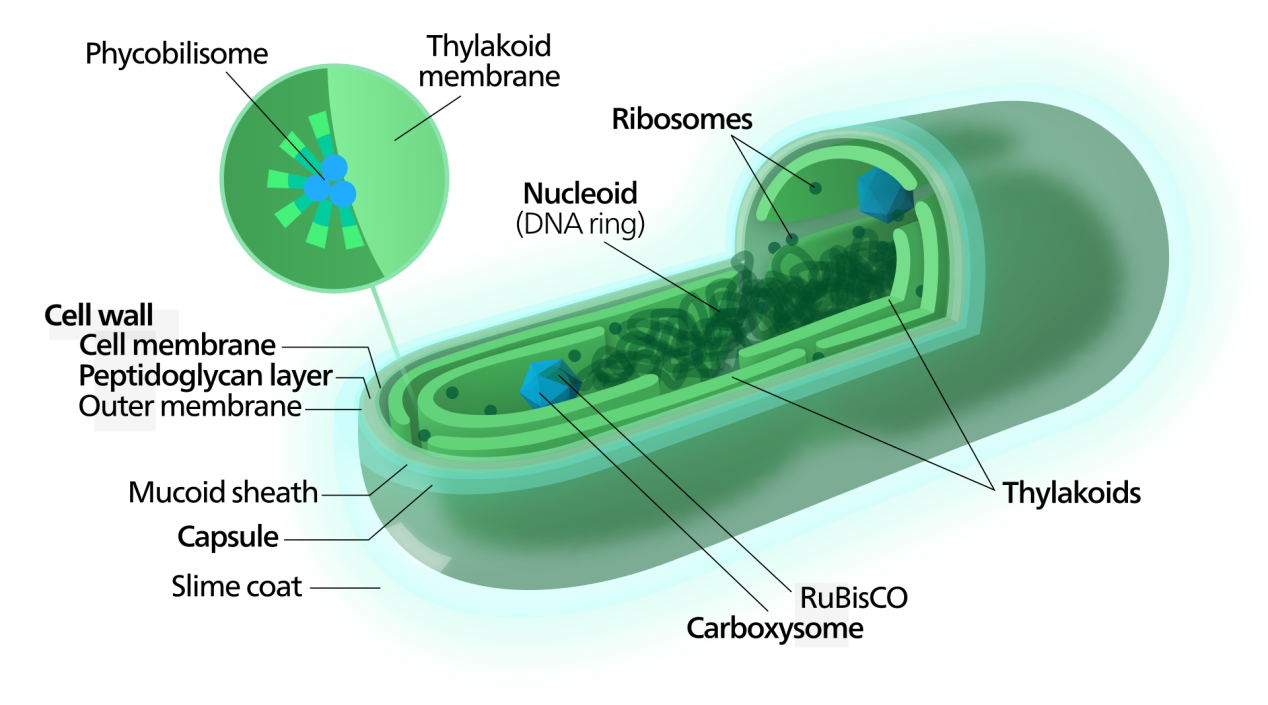 Phycobilisome
Thylakoid
membrane
Ribosomes
Nucleoid
(DNA ring)
Cell wall
Cell membrane
Peptidoglycan layer
Outer membrane
Mucoid sheath
Capsule
Slime coat
Thylakoids
RuBisCO
Carboxysome